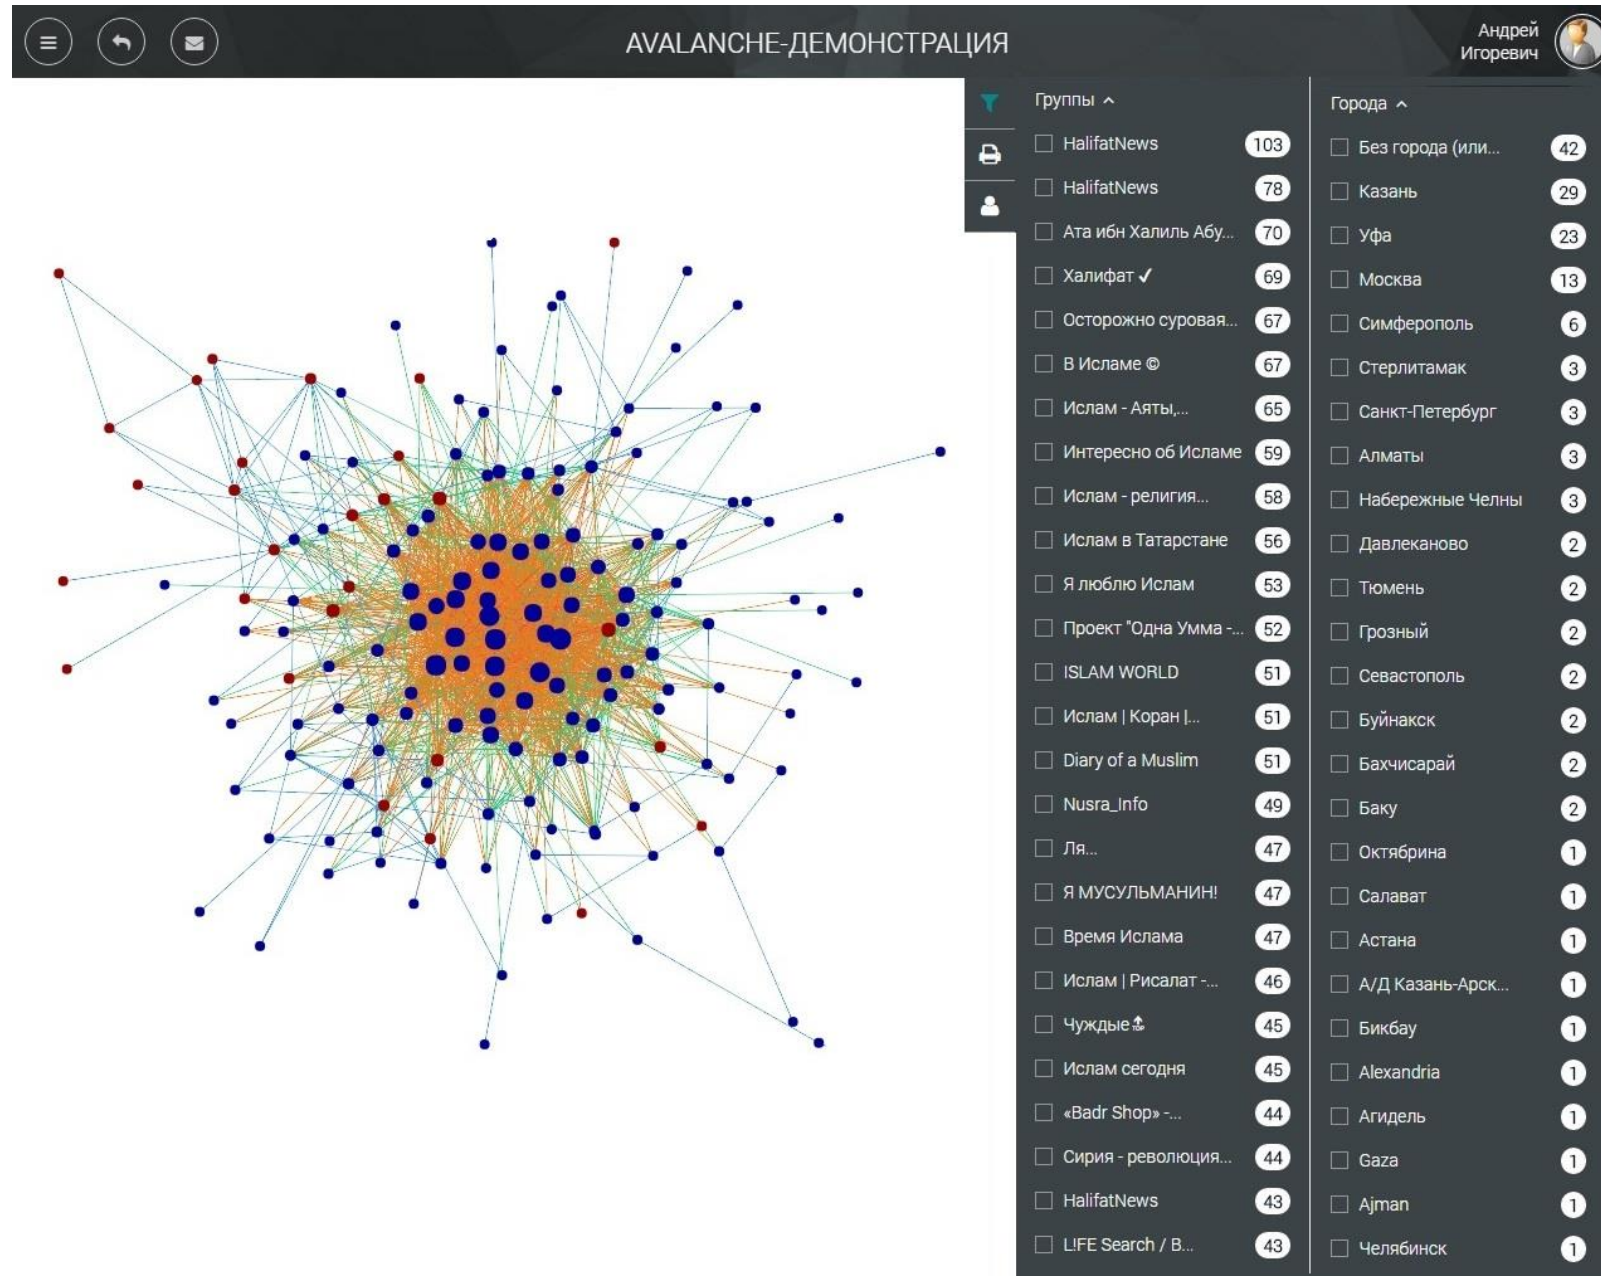 AVALANCHE-ДЕМОНСТРАЦИЯ
Андрей
Игоревич
Группы
HalifatNews 103
HalifatNews 78
Ата ибн Халиль Абу... 70
Халифат ✓ 69
Осторожно суровая... 67
В Исламе © 67
Ислам - Аяты,... 65
Интересно об Исламе 59
Ислам - религия... 58
Ислам в Татарстане 56
Я люблю Ислам 53
Проект "Одна Умма -... 52
ISLAM WORLD 51
Ислам | Коран |... 51
Diary of a Muslim 51
Nusra_Info 49
Ля... 47
Я МУСУЛЬМАНИН! 47
Время Ислама 47
Ислам | Рисалат -... 46
Чуждые 45
Ислам сегодня 45
«Badr Shop» -... 44
Сирия - революция... 44
HalifatNews 43
L!FE Search / В... 43
Города
Без города (или... 42
Казань 29
Уфа 23
Москва 13
Симферополь 6
Стерлитамак 3
Санкт-Петербург 3
Алматы 3
Набережные Челны 3
Давлеканово 2
Тюмень 2
Грозный 2
Севастополь 2
Буйнакск 2
Бахчисарай 2
Баку 2
Октябрина 1
Салават 1
Астана 1
А/Д Казань-Арск... 1
Бикбау 1
Alexandria 1
Агидель 1
Gaza 1
Ajman 1
Челябинск 1